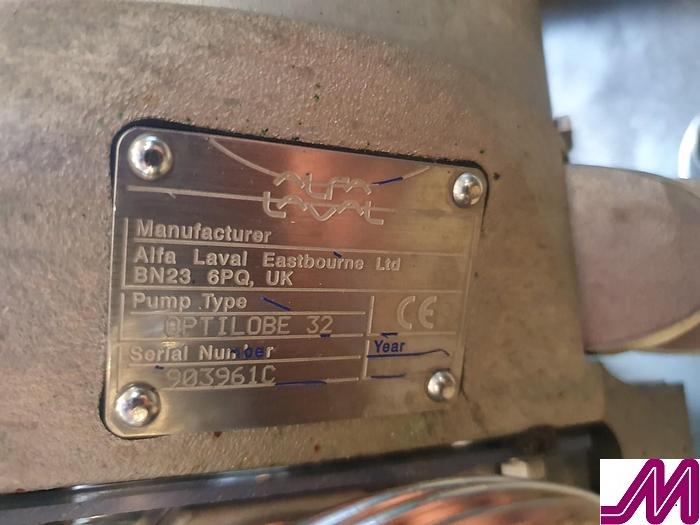 ALFA
LAVAL
Manufacturer
Alfa Laval Eastbourne Ltd
BN23 6PQ, UK
Pump Type
OPTILOBE 32
CE
Serial Number
Year
903961C
M